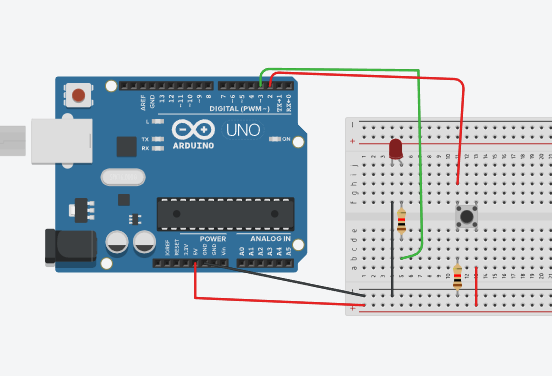 AREF
GND
13
12
~11
~10
~9
8
7
~6
~5
4
~3
2
TX→1
RX←0
DIGITAL (PWM~)
L
TX
RX
UNO
ON
ARDUINO
POWER
ANALOG IN
IOREF
RESET
3.3V
5V
GND
GND
Vin
A0
A1
A2
A3
A4
A5